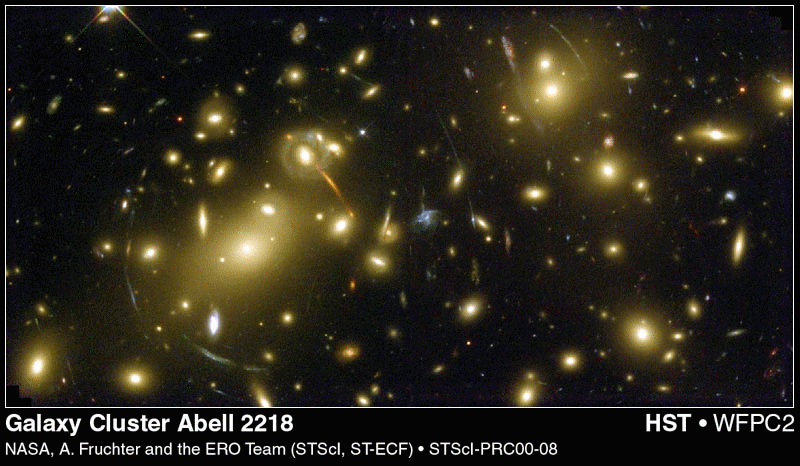 Galaxy Cluster Abell 2218 HST • WFPC2
NASA, A. Fruchter and the ERO Team (STScI, ST-ECF) • STScI-PRC00-08